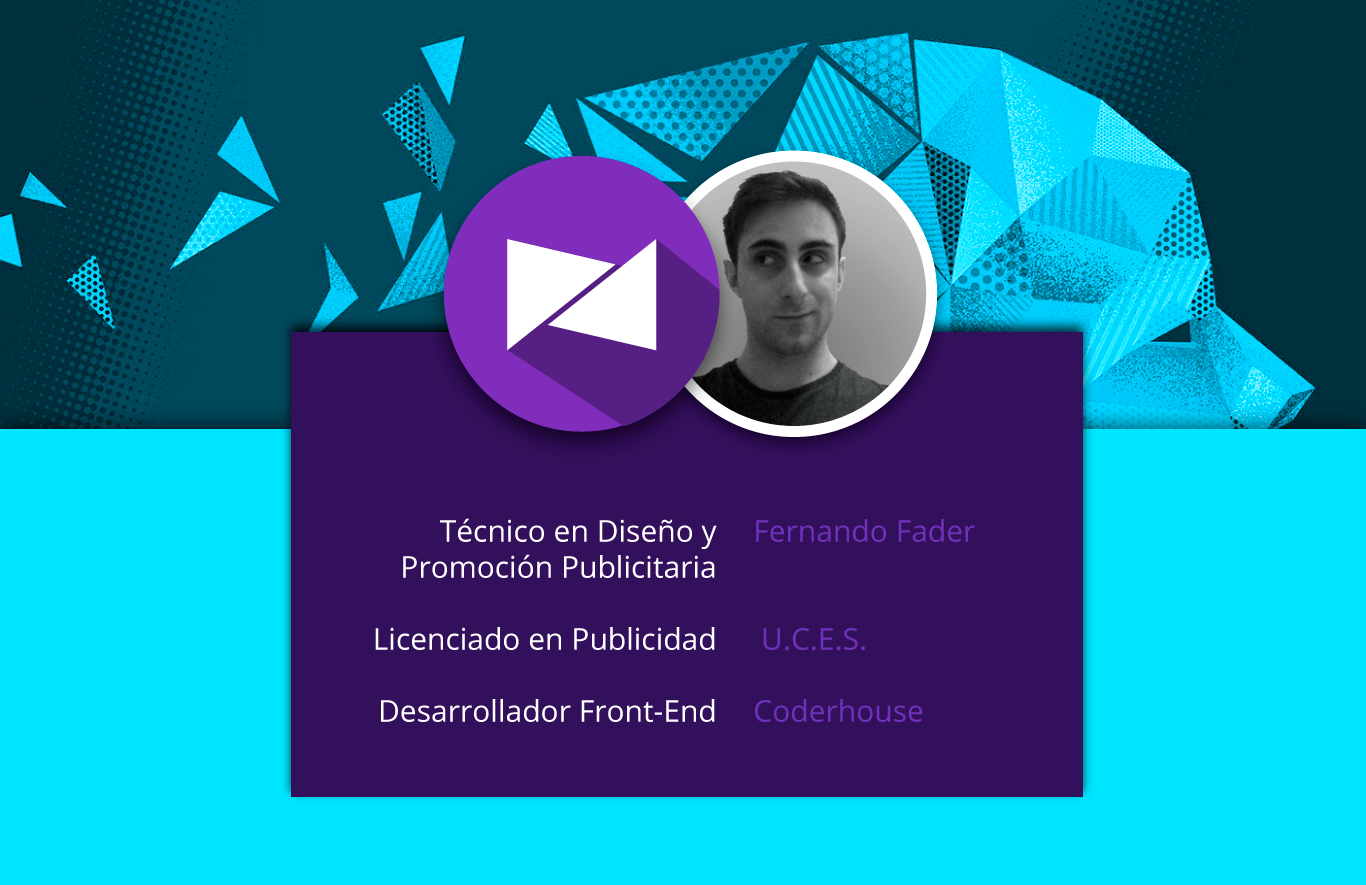 Técnico en Diseño y Fernando Fader
Promoción Publicitaria
Licenciado en Publicidad U.C.E.S.
Desarrollador Front-End Coderhouse